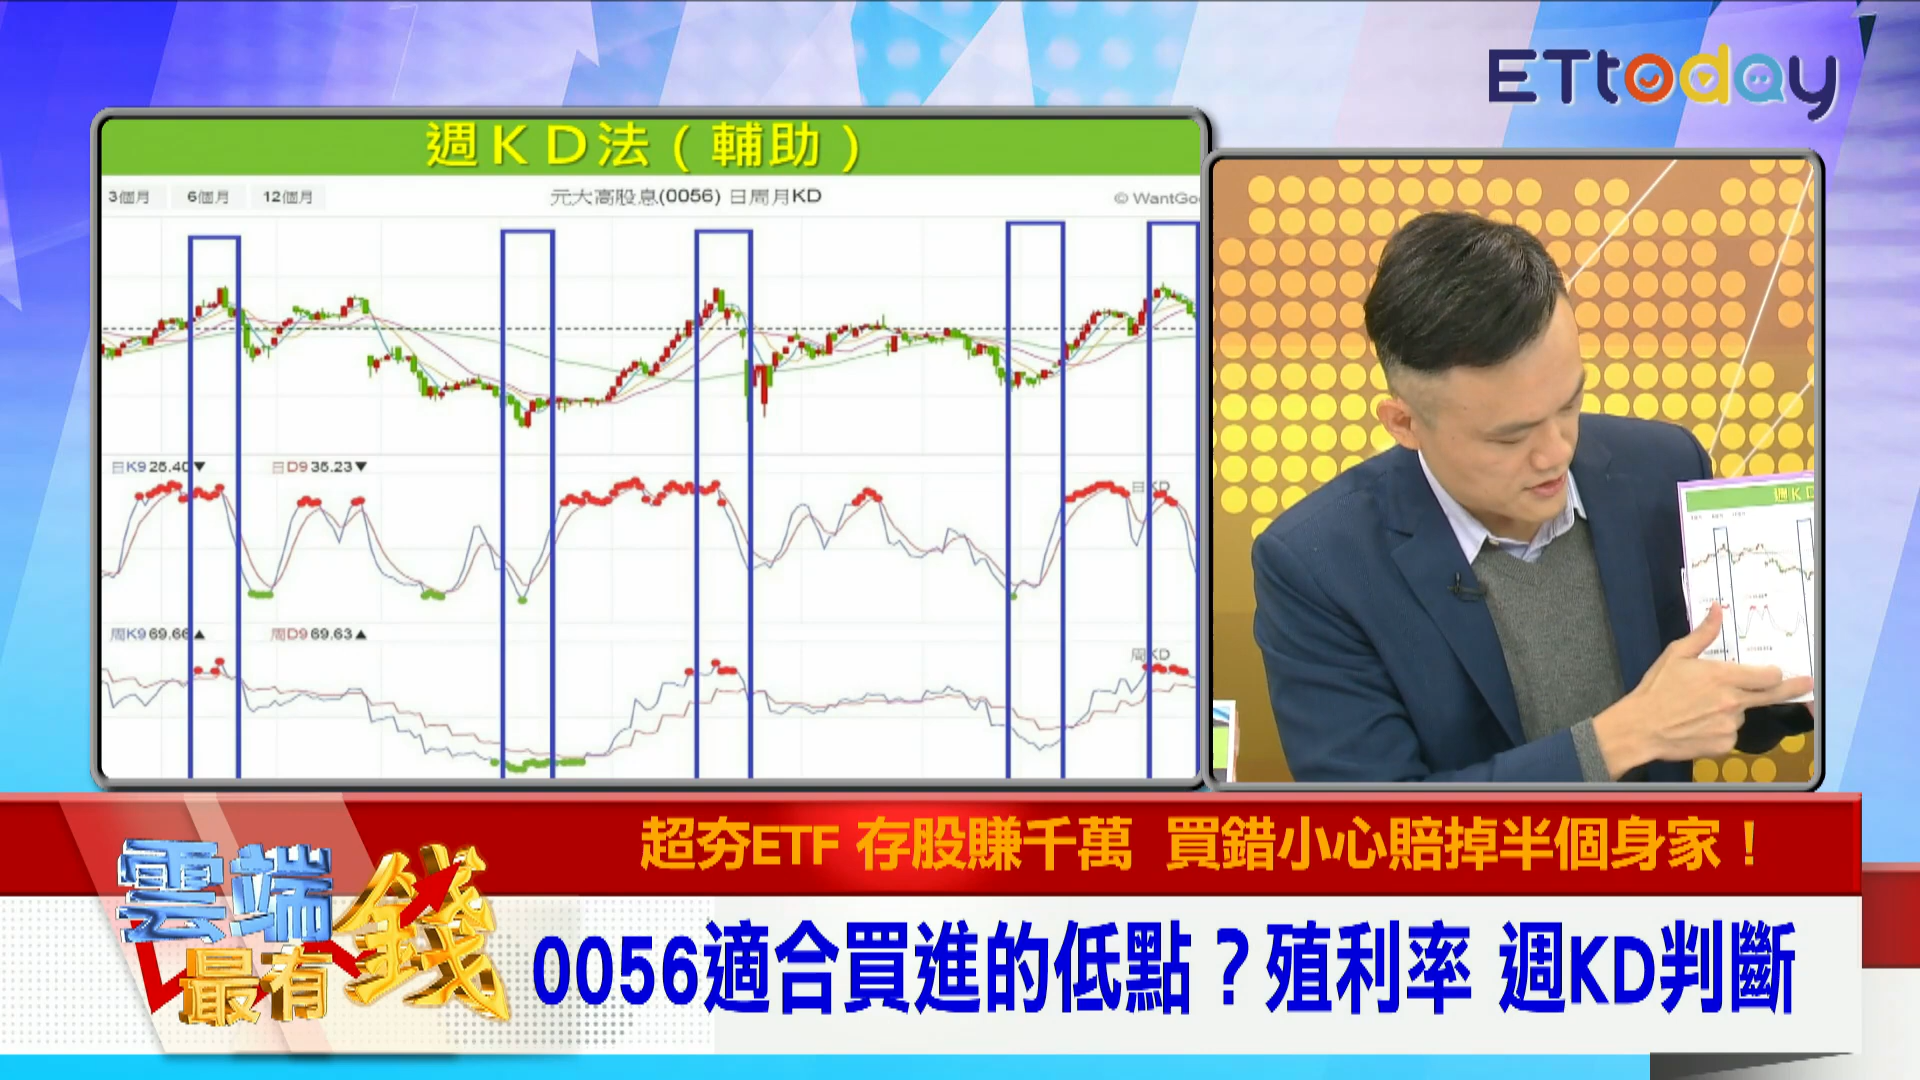 ETtoday
週KD法（輔助）
3個月 6個月 12個月 元大高股息(0056) 日周月KD © WantGo
日K9 25.40▼ 日D9 35.23▼
日KD
周K9 69.66▲ 周D9 69.63▲
周KD
週KD
超夯ETF 存股賺千萬 買錯小心賠掉半個身家！
雲端最有錢
0056適合買進的低點？殖利率 週KD判斷